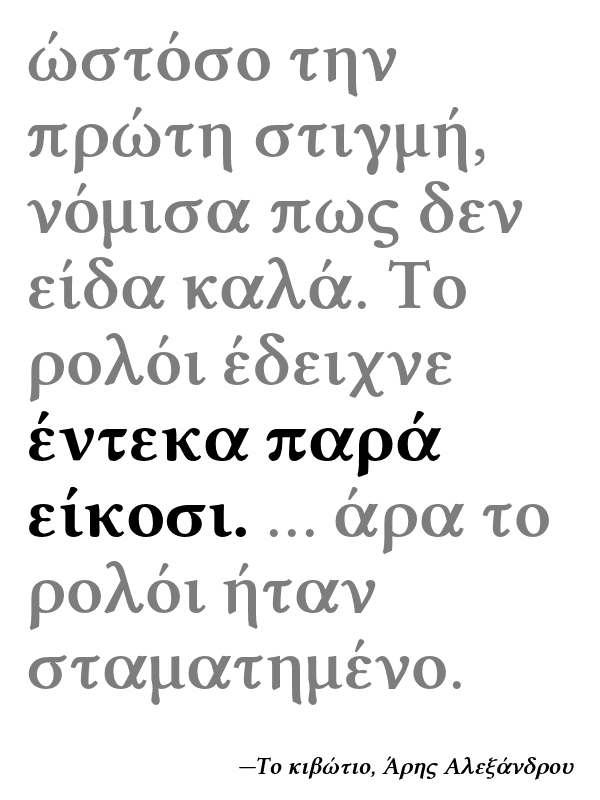 ώστόσο την
πρώτη στιγμή,
νόμισα πως δεν
είδα καλά. Το
ρολόι έδειχνε
έντεκα παρά
είκοσι. ... άρα το
ρολόι ήταν
σταματημένο.
—Το κιβώτιο, Άρης Αλεξάνδρου